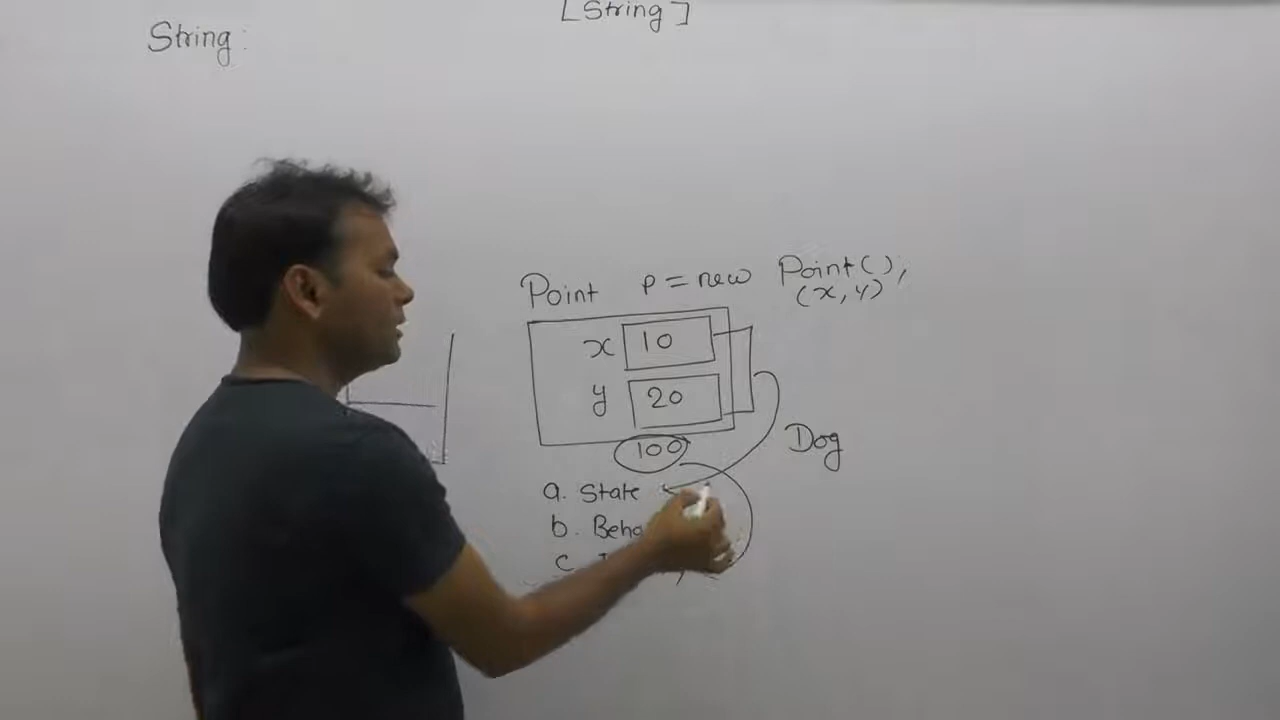 [String]
String:
Point p = new Point();
(x, y)
x 10
y 20
100
Dog
a. State
b. Beha
c.